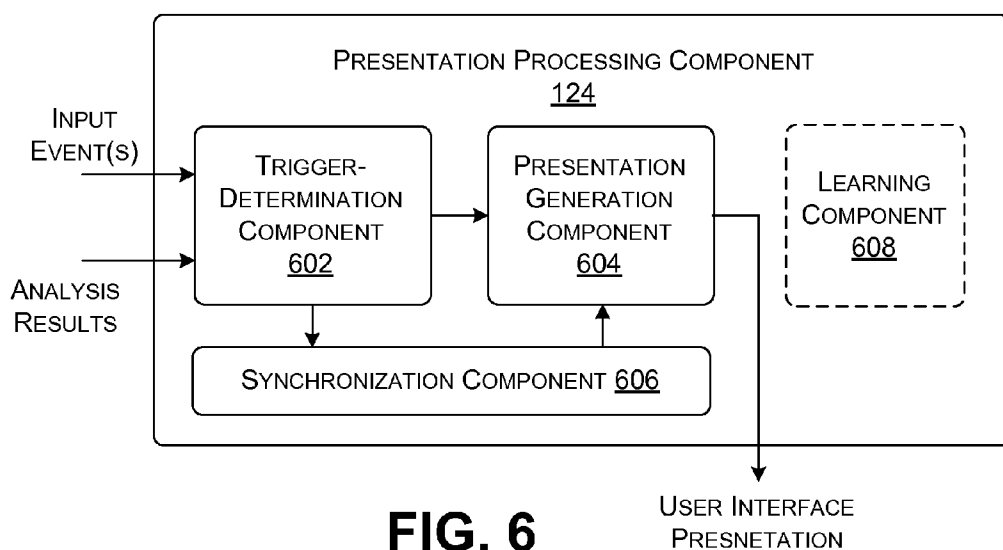 PRESENTATION PROCESSING COMPONENT
124
INPUT
EVENT(S)
ANALYSIS
RESULTS
TRIGGER-
DETERMINATION
COMPONENT
602
PRESENTATION
GENERATION
COMPONENT
604
LEARNING
COMPONENT
608
SYNCHRONIZATION COMPONENT 606
USER INTERFACE
PRESNETATION
FIG. 6